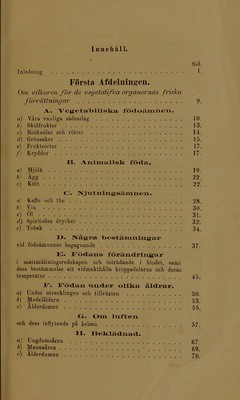 Innehåll.
Sid.
Inledning 1.
Första Afdelningen.
Om vilkoren för de vegetatifva organernas friska
förrättningar 9.
A. Vegetabiliska födoämnen.
a) Våra vanliga sädesslag 10.
b) Skidfrukter 13.
c) Rotknölar och rötter 14.
d) Grönsaker 15.
e) Fruktsorter 17.
f) Kryddor 17.
B. Animalisk föda,
a) Mjölk 19.
b) Ägg 22.
c) Kött 22.
C. Njutningsämnen.
a) Kaffe och the 28.
b) Vin 30.
c) Öl 31.
d) Spirituösa drycker 32.
e) Tobak 34.
D. Några bestämningar
vid födoämnenas begagnande 37.
E. Födans förändringar
i matsmältningsredskapen och inträdande i blodet, samt
dess bestämmelse att vidmakthålla kroppsdelarne och deras
temperatur 45.
F. Födan under olika åldrar.
a) Under utvecklingen och tillväxten 50.
b) Medelåldern 53.
c) Ålderdomen 55.
G. Om luften
och dess inflytande på helsan 57.
H. Beklädnad.
a) Ungdomsåren 67.
b) Mannaåren 69.
c) Ålderdomen 70.